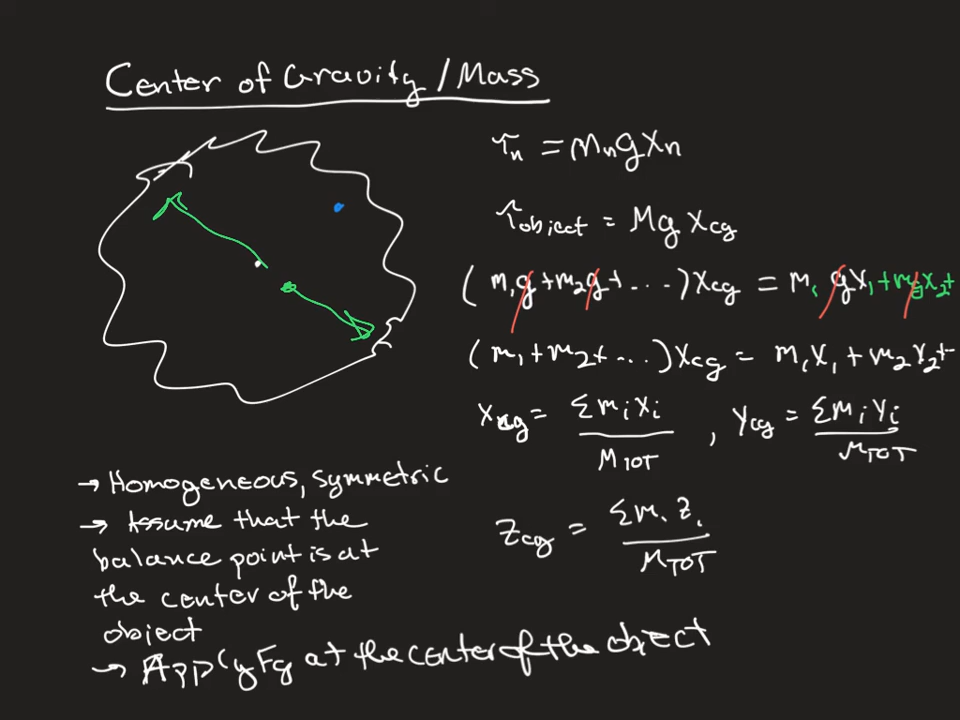 Center of Gravity / Mass
τₙ = mₙgxₙ
τobject = Mg Xcg
(m₁g + m₂g + ...)Xcg = m₁gx₁ + m₂gx₂ +
(m₁ + m₂ + ...)Xcg = m₁x₁ + m₂x₂ + -
Xcg = Σmᵢxᵢ / MTOT , Ycg = ΣmᵢYᵢ / MTOT
→ Homogeneous, symmetric
→ Assume that the
balance point is at
the center of the
object
Zcg = ΣmᵢZᵢ / MTOT
→ Apply Fg at the center of the object